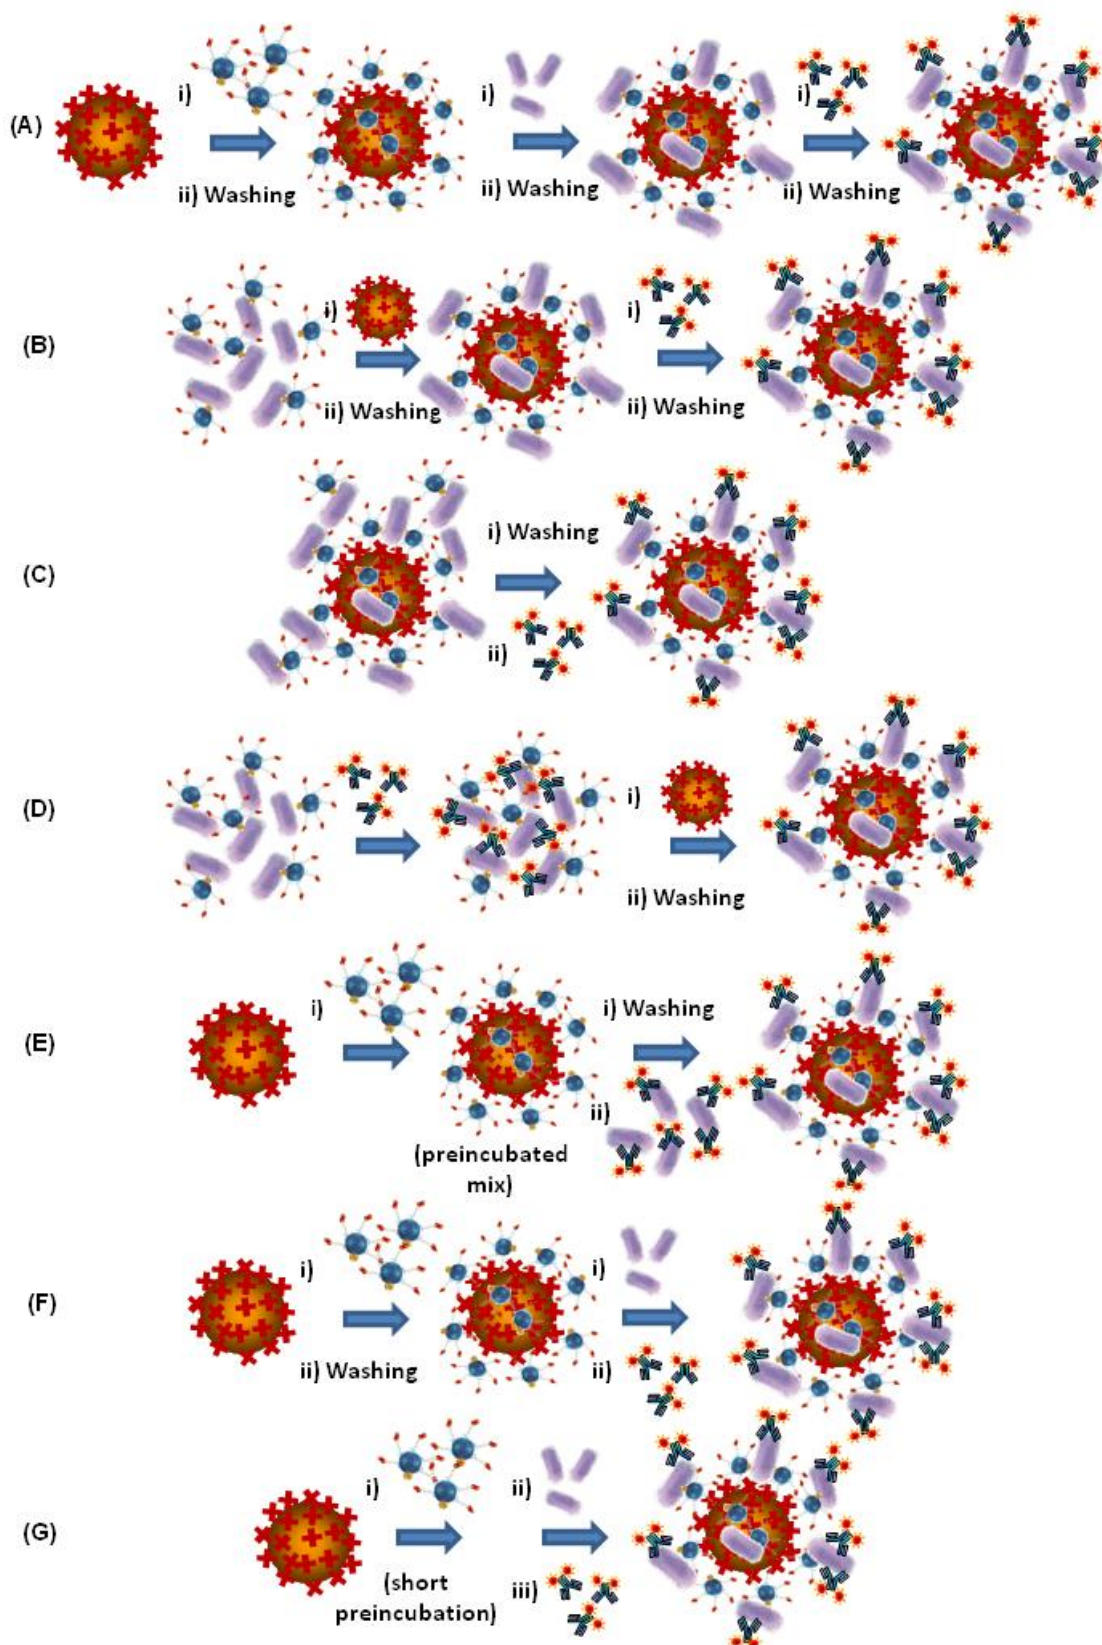 (A)
i)
ii) Washing
i)
ii) Washing
i)
ii) Washing
(B)
i)
ii) Washing
i)
ii) Washing
(C)
i) Washing
ii)
(D)
i)
ii) Washing
(E)
i)
(preincubated
mix)
i) Washing
ii)
(F)
i)
ii) Washing
i)
ii)
(G)
i)
(short
preincubation)
ii)
iii)